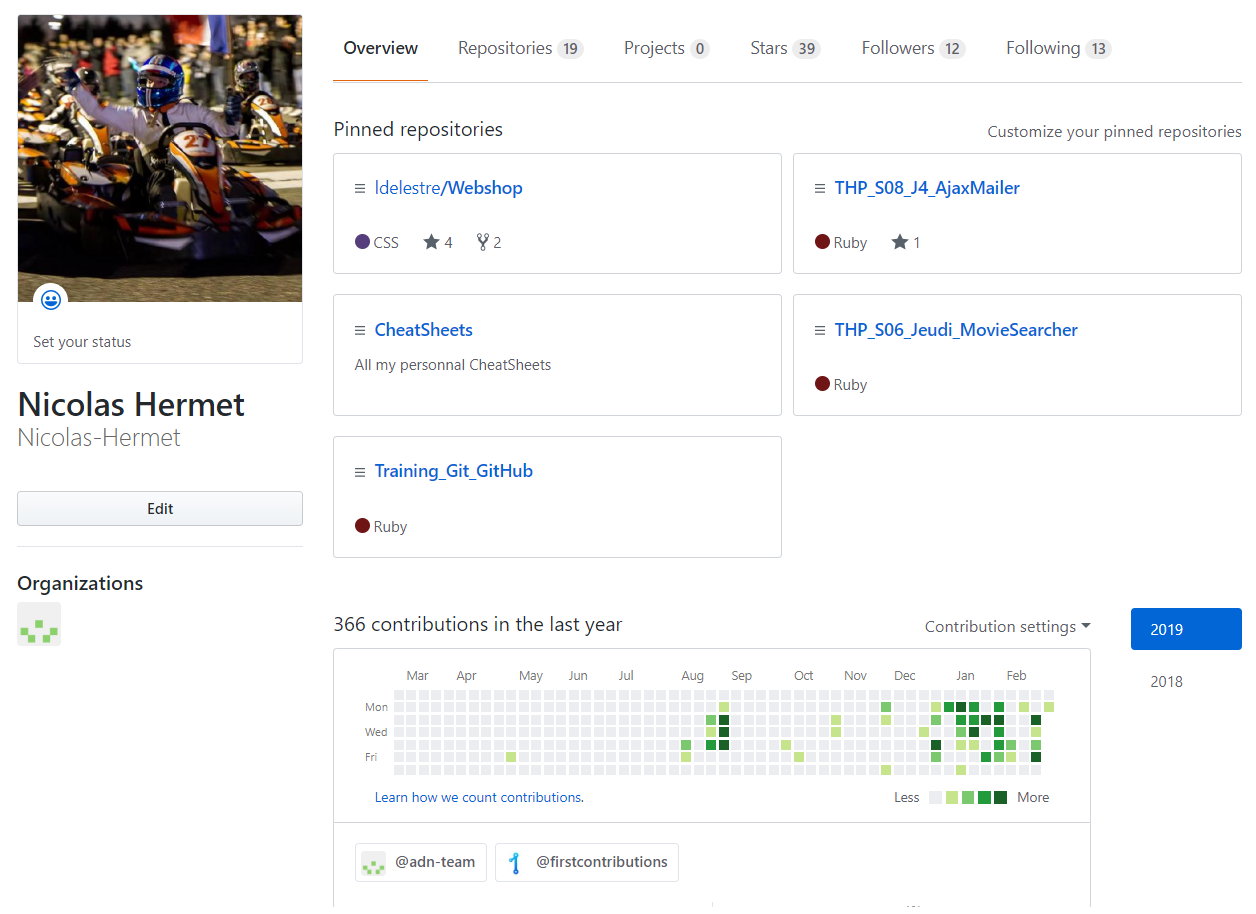 Overview Repositories 19 Projects 0 Stars 39 Followers 12 Following 13
Set your status
Nicolas Hermet
Nicolas-Hermet
Edit
Organizations
Pinned repositories
Customize your pinned repositories
ldelestre/Webshop
CSS 4 2
THP_S08_J4_AjaxMailer
Ruby 1
CheatSheets
All my personnal CheatSheets
THP_S06_Jeudi_MovieSearcher
Ruby
Training_Git_GitHub
Ruby
366 contributions in the last year
Contribution settings
2019
2018
Mar Apr May Jun Jul Aug Sep Oct Nov Dec Jan Feb
Mon
Wed
Fri
Learn how we count contributions.
Less More
@adn-team
@firstcontributions